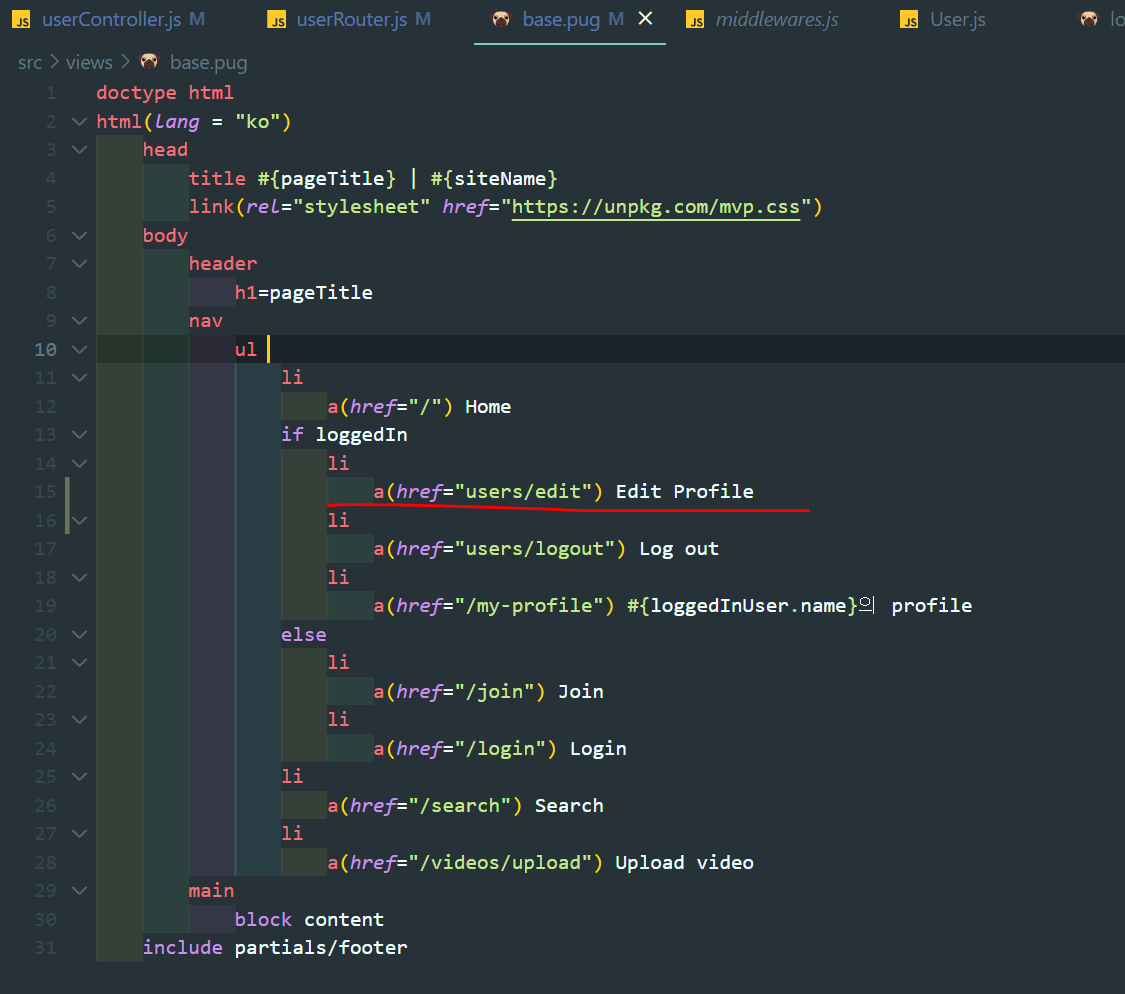 JS userController.js M JS userRouter.js M base.pug M × JS middlewares.js JS User.js lo
src > views > base.pug
1 doctype html
2 html(lang = "ko")
3 head
4 title #{pageTitle} | #{siteName}
5 link(rel="stylesheet" href="https://unpkg.com/mvp.css")
6 body
7 header
8 h1=pageTitle
9 nav
10 ul
11 li
12 a(href="/") Home
13 if loggedIn
14 li
15 a(href="users/edit") Edit Profile
16 li
17 a(href="users/logout") Log out
18 li
19 a(href="/my-profile") #{loggedInUser.name}의 profile
20 else
21 li
22 a(href="/join") Join
23 li
24 a(href="/login") Login
25 li
26 a(href="/search") Search
27 li
28 a(href="/videos/upload") Upload video
29 main
30 block content
31 include partials/footer